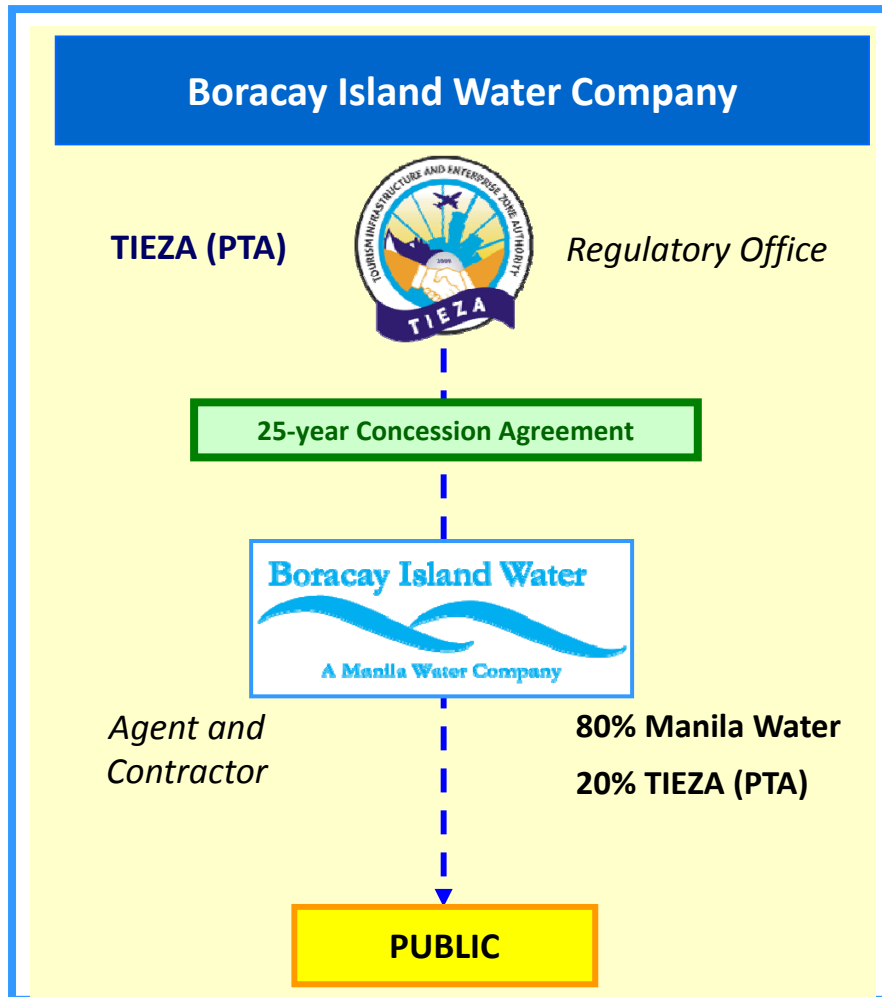 Boracay Island Water Company
TOURISM INFRASTRUCTURE AND ENTERPRISE ZONE AUTHORITY
TIEZA (PTA)
Regulatory Office
2009
TIEZA
25-year Concession Agreement
Boracay Island Water
A Manila Water Company
Agent and
Contractor
80% Manila Water
20% TIEZA (PTA)
PUBLIC